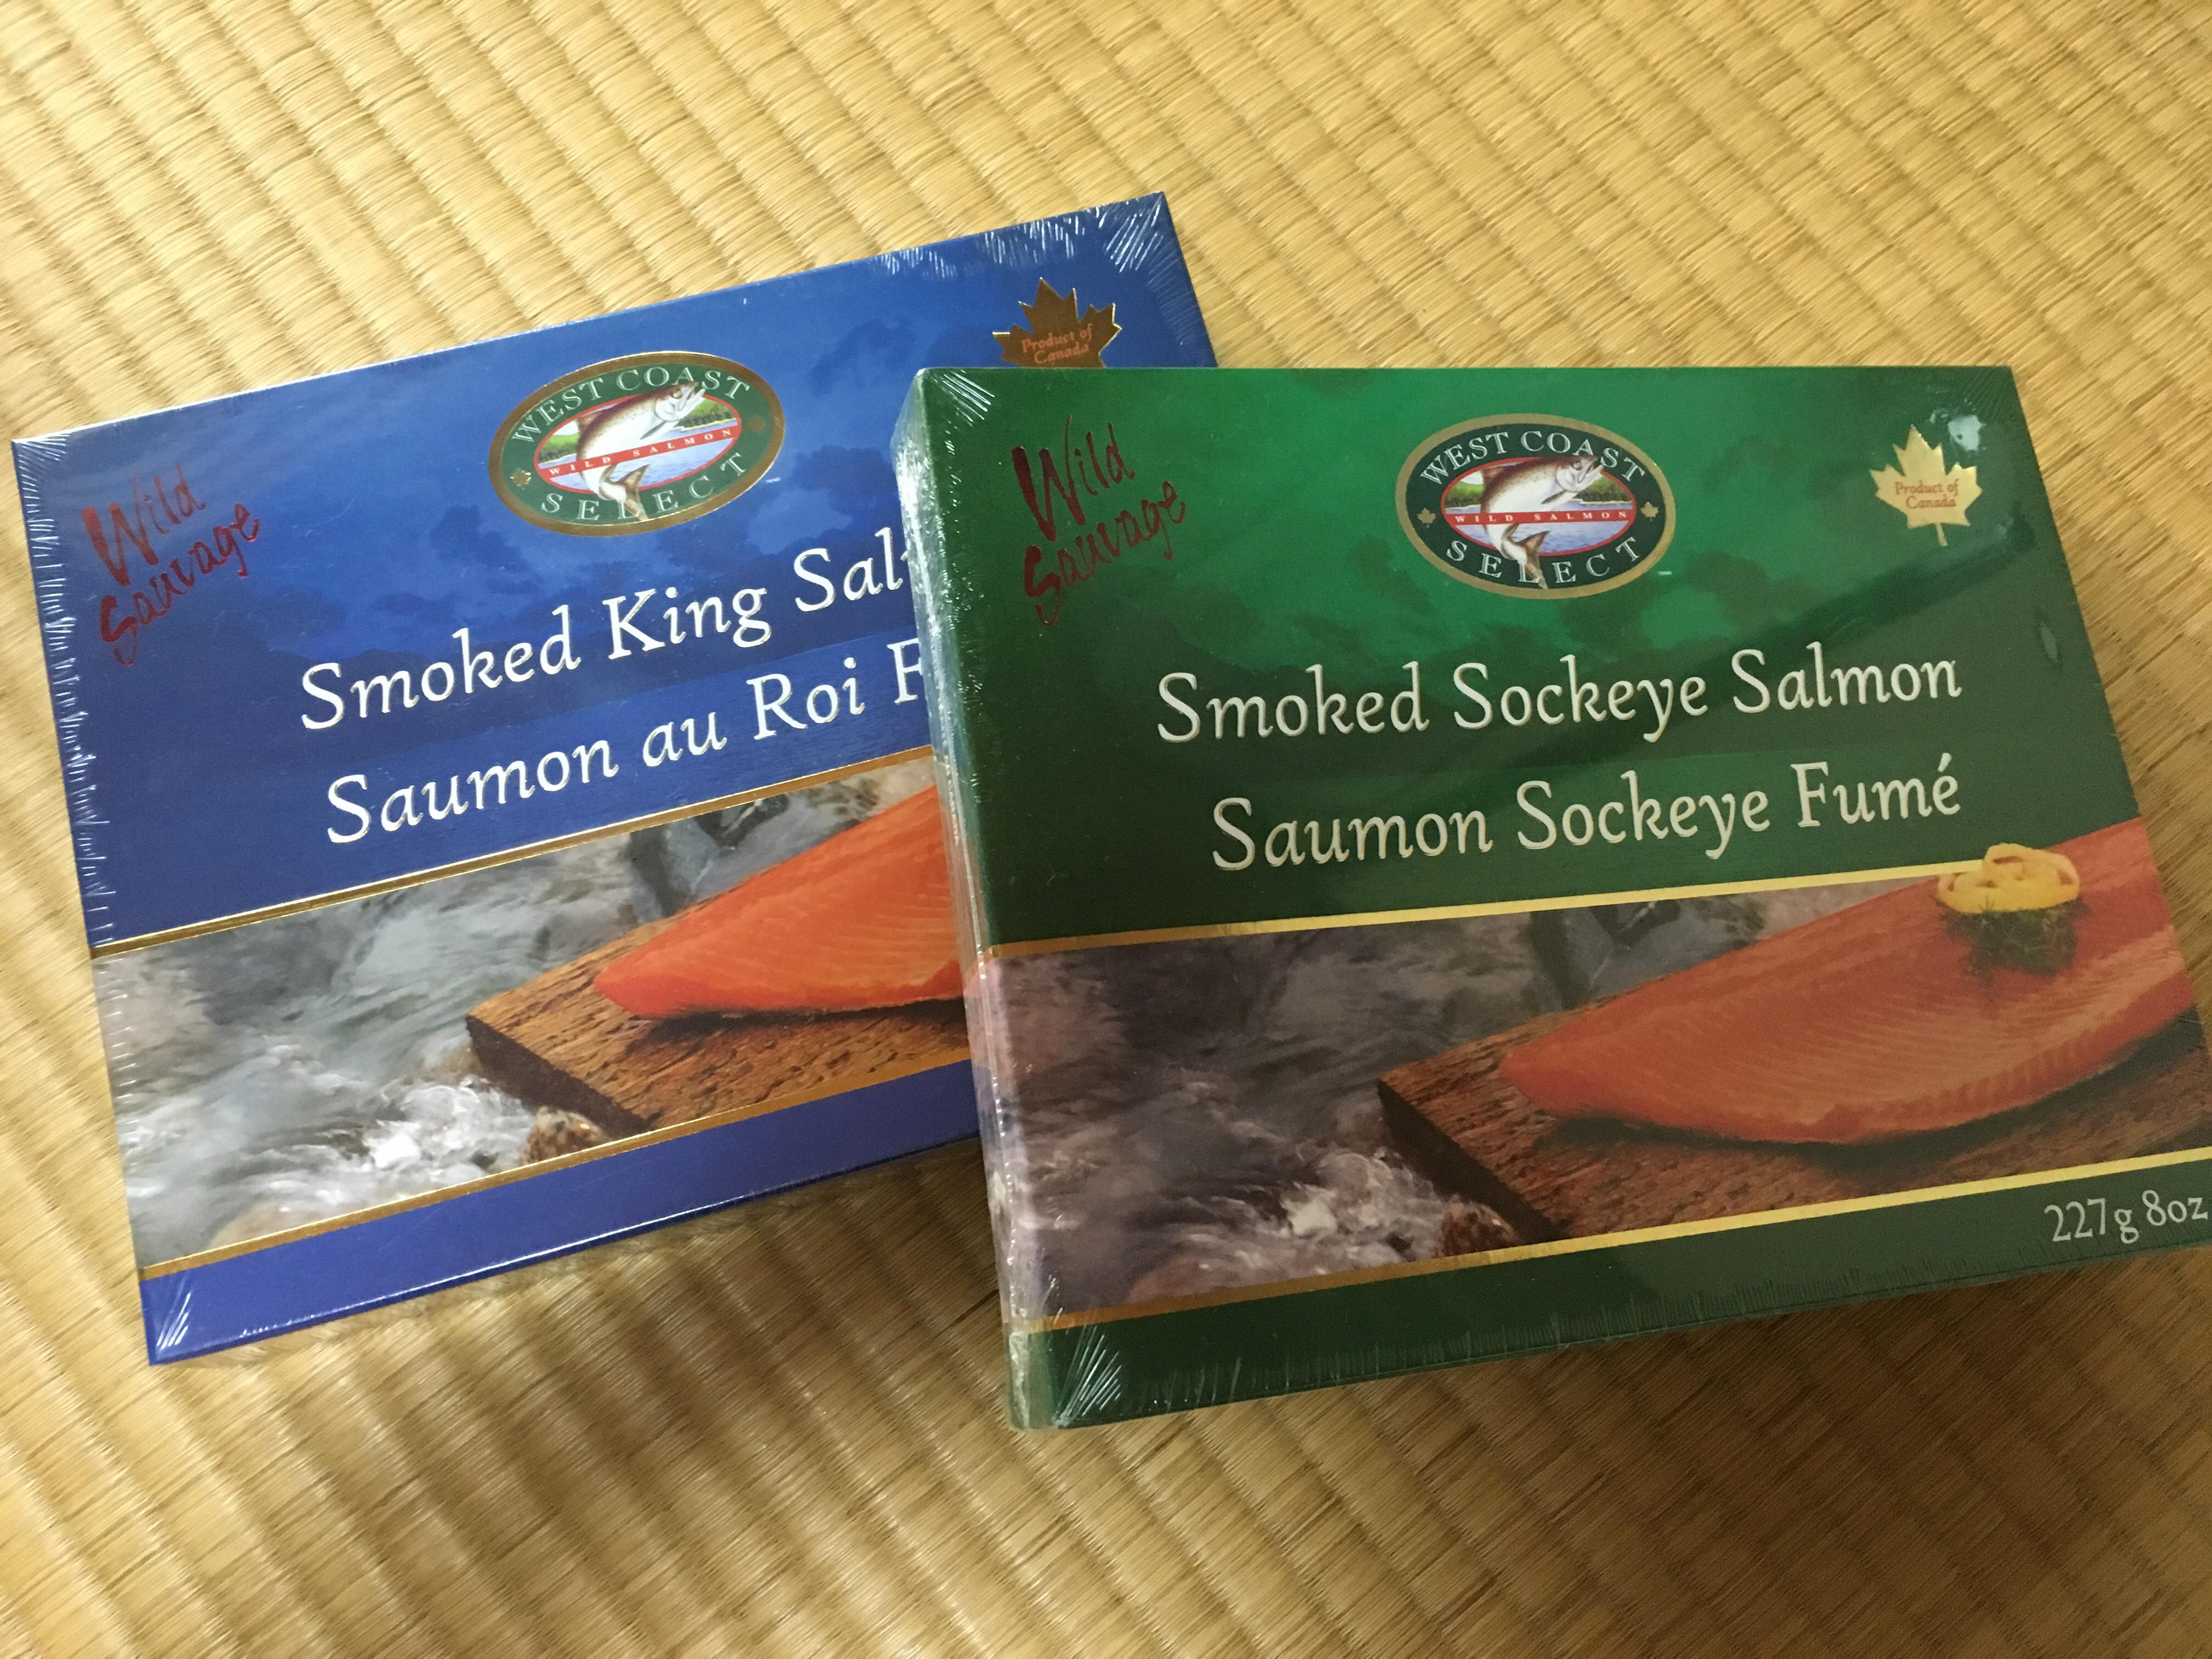 Wild
Sauvage
WEST COAST
WILD SALMON
SELECT
Product of
Canada
Smoked King
Saumon au Roi
Wild
Sauvage
WEST COAST
WILD SALMON
SELECT
Product of
Canada
Smoked Sockeye Salmon
Saumon Sockeye Fumé
227g 8oz